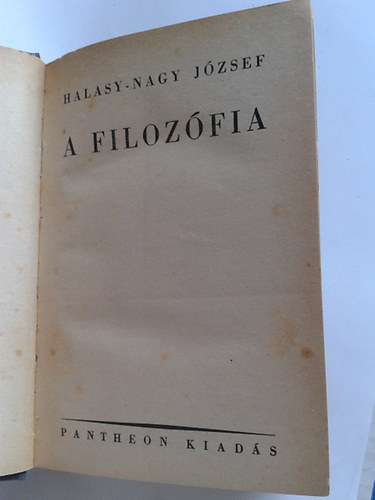 HALASY-NAGY JÓZSEF
A FILOZÓFIA
PANTHEON KIADÁS